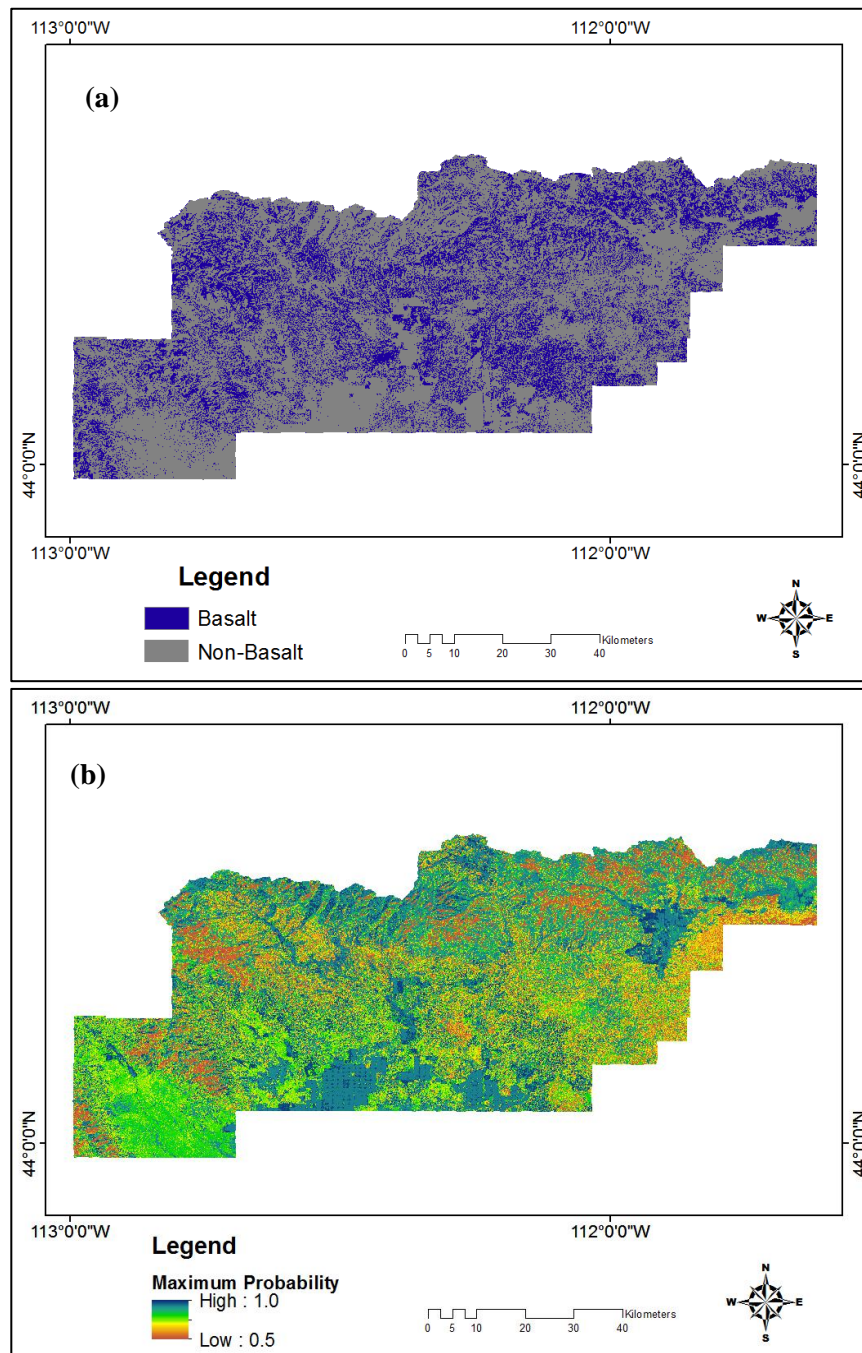 113°0'0"W 112°0'0"W
(a)
44°0'0"N 44°0'0"N
113°0'0"W 112°0'0"W
Legend
Basalt
Non-Basalt
Kilometers
0 5 10 20 30 40
N
W E
S
113°0'0"W 112°0'0"W
(b)
44°0'0"N 44°0'0"N
113°0'0"W 112°0'0"W
Legend
Maximum Probability
High : 1.0
Low : 0.5
Kilometers
0 5 10 20 30 40
N
W E
S